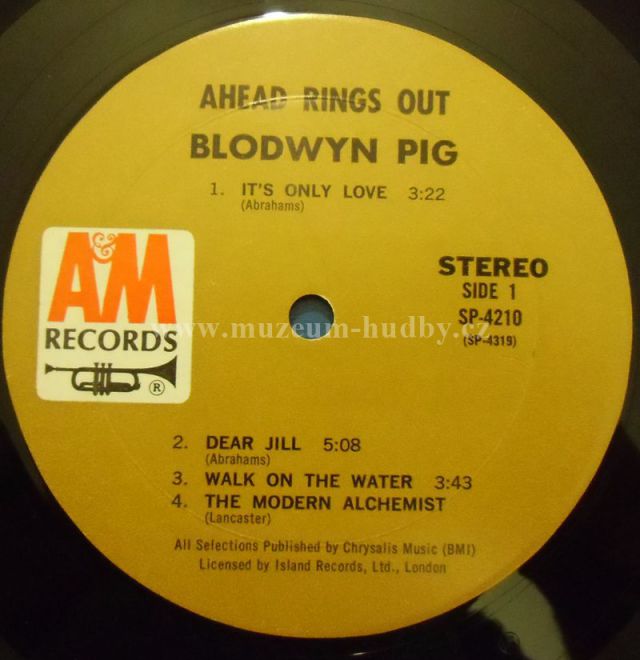 AHEAD RINGS OUT
BLODWYN PIG
1. IT'S ONLY LOVE 3:22
(Abrahams)
A&M
RECORDS
®
STEREO
SIDE 1
SP-4210
(SP-4319)
www.muzeum-hudby.cz
2. DEAR JILL 5:08
(Abrahams)
3. WALK ON THE WATER 3:43
4. THE MODERN ALCHEMIST
(Lancaster)
All Selections Published by Chrysalis Music (BMI)
Licensed by Island Records, Ltd., London